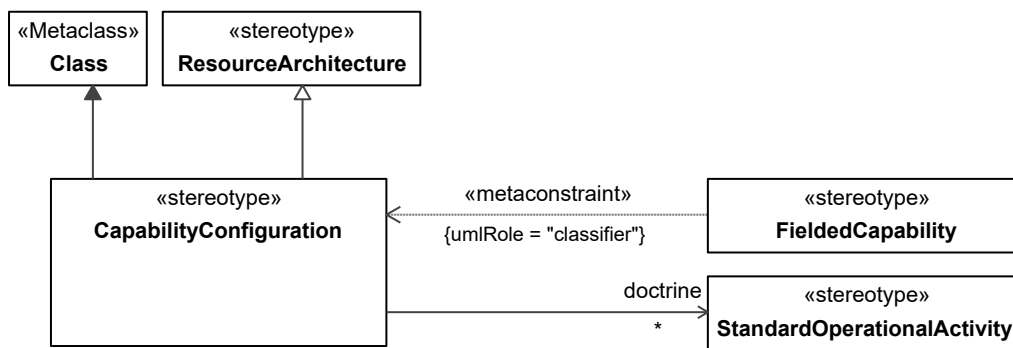 «Metaclass»
Class
«stereotype»
ResourceArchitecture
«stereotype»
CapabilityConfiguration
«metaconstraint»
{umlRole = "classifier"}
«stereotype»
FieldedCapability
doctrine
*
«stereotype»
StandardOperationalActivity